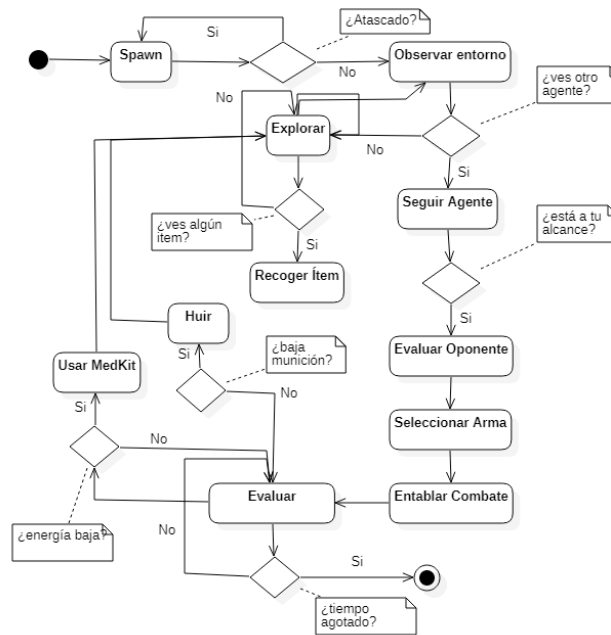 ¿Atascado?
Si
Spawn
Observar entorno
No
¿ves otro
agente?
No
Explorar
No
Si
¿ves algún
item?
Seguir Agente
¿está a tu
alcance?
Si
Recoger Ítem
Huir
Si
¿baja
munición?
Evaluar Oponente
Usar MedKit
Si
No
Seleccionar Arma
Si
No
Evaluar
Entablar Combate
¿energía baja?
No
Si
¿tiempo
agotado?